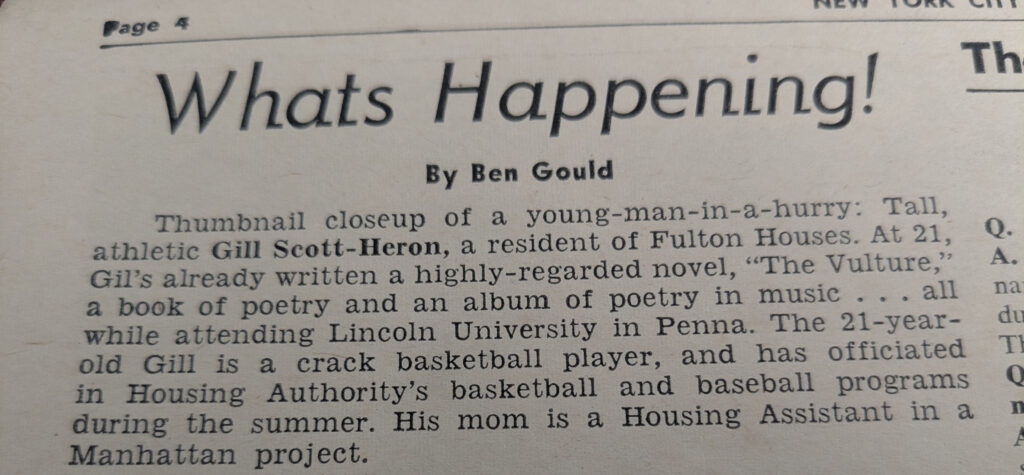 Page 4
NEW YORK CITY
Whats Happening!
By Ben Gould
Thumbnail closeup of a young-man-in-a-hurry: Tall,
athletic Gill Scott-Heron, a resident of Fulton Houses. At 21,
Gil's already written a highly-regarded novel, "The Vulture,"
a book of poetry and an album of poetry in music . . . all
while attending Lincoln University in Penna. The 21-year-
old Gill is a crack basketball player, and has officiated
in Housing Authority's basketball and baseball programs
during the summer. His mom is a Housing Assistant in a
Manhattan project.
Q.
A.
Q